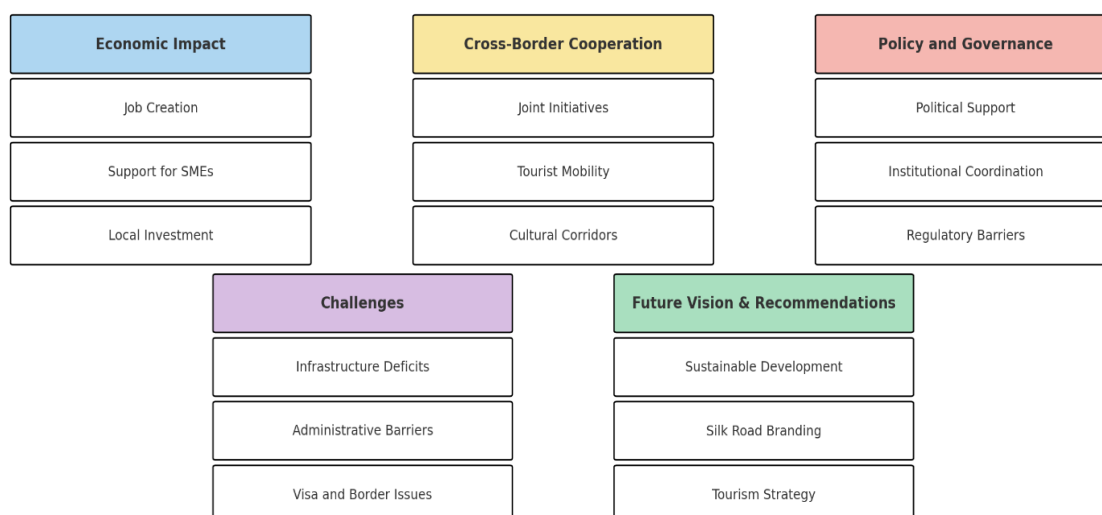 Economic Impact
Job Creation
Support for SMEs
Local Investment
Cross-Border Cooperation
Joint Initiatives
Tourist Mobility
Cultural Corridors
Policy and Governance
Political Support
Institutional Coordination
Regulatory Barriers
Challenges
Infrastructure Deficits
Administrative Barriers
Visa and Border Issues
Future Vision & Recommendations
Sustainable Development
Silk Road Branding
Tourism Strategy